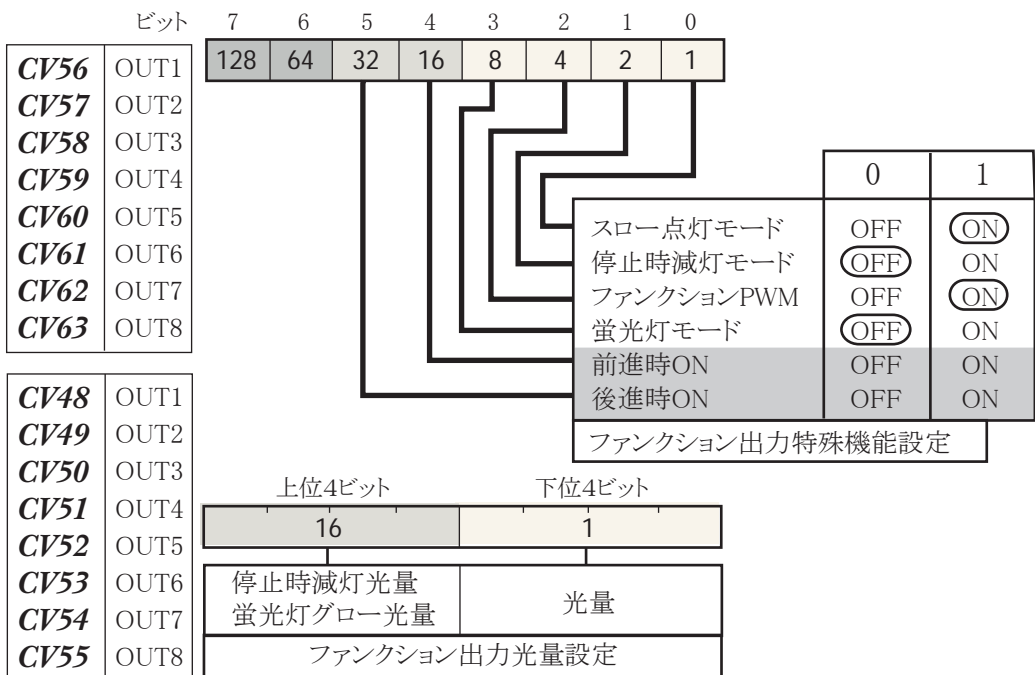 ビット 7 6 5 4 3 2 1 0
CV56 OUT1 128 64 32 16 8 4 2 1
CV57 OUT2
CV58 OUT3
CV59 OUT4
CV60 OUT5
CV61 OUT6
CV62 OUT7
CV63 OUT8
0 1
スロー点灯モード OFF ON
停止時減灯モード OFF ON
ファンクションPWM OFF ON
蛍光灯モード OFF ON
前進時ON OFF ON
後進時ON OFF ON
ファンクション出力特殊機能設定
CV48 OUT1
CV49 OUT2
CV50 OUT3
CV51 OUT4
CV52 OUT5
CV53 OUT6
CV54 OUT7
CV55 OUT8
上位4ビット 下位4ビット
16 1
停止時減灯光量
蛍光灯グロー光量
光量
ファンクション出力光量設定